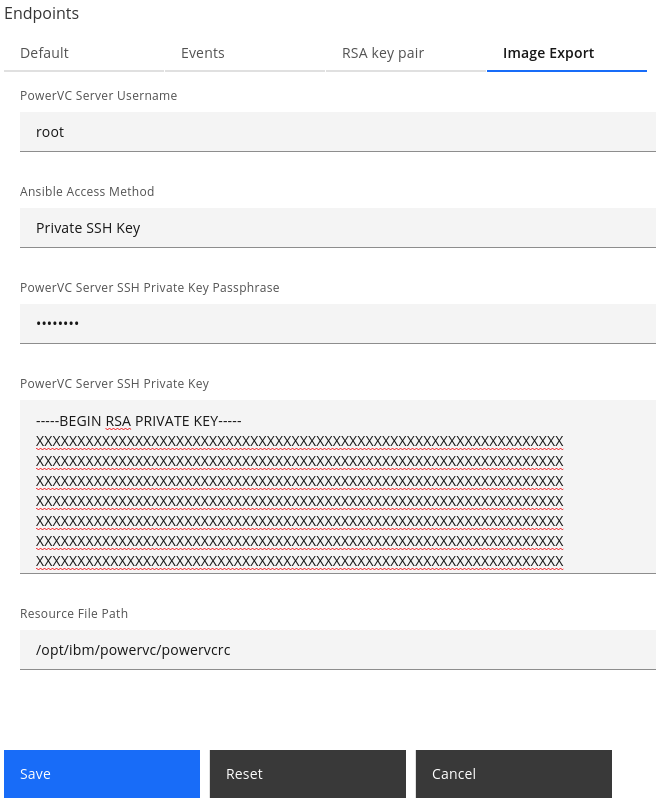 Endpoints
Default Events RSA key pair Image Export
PowerVC Server Username
root
Ansible Access Method
Private SSH Key
PowerVC Server SSH Private Key Passphrase
••••••••
PowerVC Server SSH Private Key
-----BEGIN RSA PRIVATE KEY-----
XXXXXXXXXXXXXXXXXXXXXXXXXXXXXXXXXXXXXXXXXXXXXXXXXXXXXXXXXXXXXXXX
XXXXXXXXXXXXXXXXXXXXXXXXXXXXXXXXXXXXXXXXXXXXXXXXXXXXXXXXXXXXXXXX
XXXXXXXXXXXXXXXXXXXXXXXXXXXXXXXXXXXXXXXXXXXXXXXXXXXXXXXXXXXXXXXX
XXXXXXXXXXXXXXXXXXXXXXXXXXXXXXXXXXXXXXXXXXXXXXXXXXXXXXXXXXXXXXXX
XXXXXXXXXXXXXXXXXXXXXXXXXXXXXXXXXXXXXXXXXXXXXXXXXXXXXXXXXXXXXXXX
XXXXXXXXXXXXXXXXXXXXXXXXXXXXXXXXXXXXXXXXXXXXXXXXXXXXXXXXXXXXXXXX
XXXXXXXXXXXXXXXXXXXXXXXXXXXXXXXXXXXXXXXXXXXXXXXXXXXXXXXXXXXXXXXX
Resource File Path
/opt/ibm/powervc/powervcrc
Save Reset Cancel